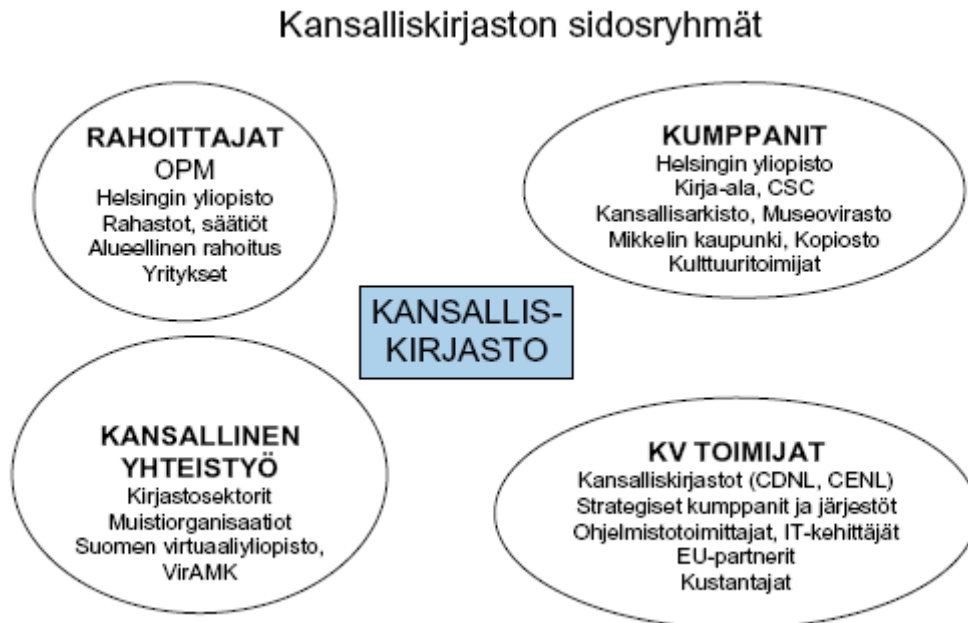 Kansalliskirjaston sidosryhmät
RAHOITTAJAT
OPM
Helsingin yliopisto
Rahastot, säätiöt
Alueellinen rahoitus
Yritykset
KUMPPANIT
Helsingin yliopisto
Kirja-ala, CSC
Kansallisarkisto, Museovirasto
Mikkelin kaupunki, Kopiosto
Kulttuuritoimijat
KANSALLIS-
KIRJASTO
KANSALLINEN
YHTEISTYÖ
Kirjastosektorit
Muistiorganisaatiot
Suomen virtuaaliyliopisto,
VirAMK
KV TOIMIJAT
Kansalliskirjastot (CDNL, CENL)
Strategiset kumppanit ja järjestöt
Ohjelmistotoimittajat, IT-kehittäjät
EU-partnerit
Kustantajat